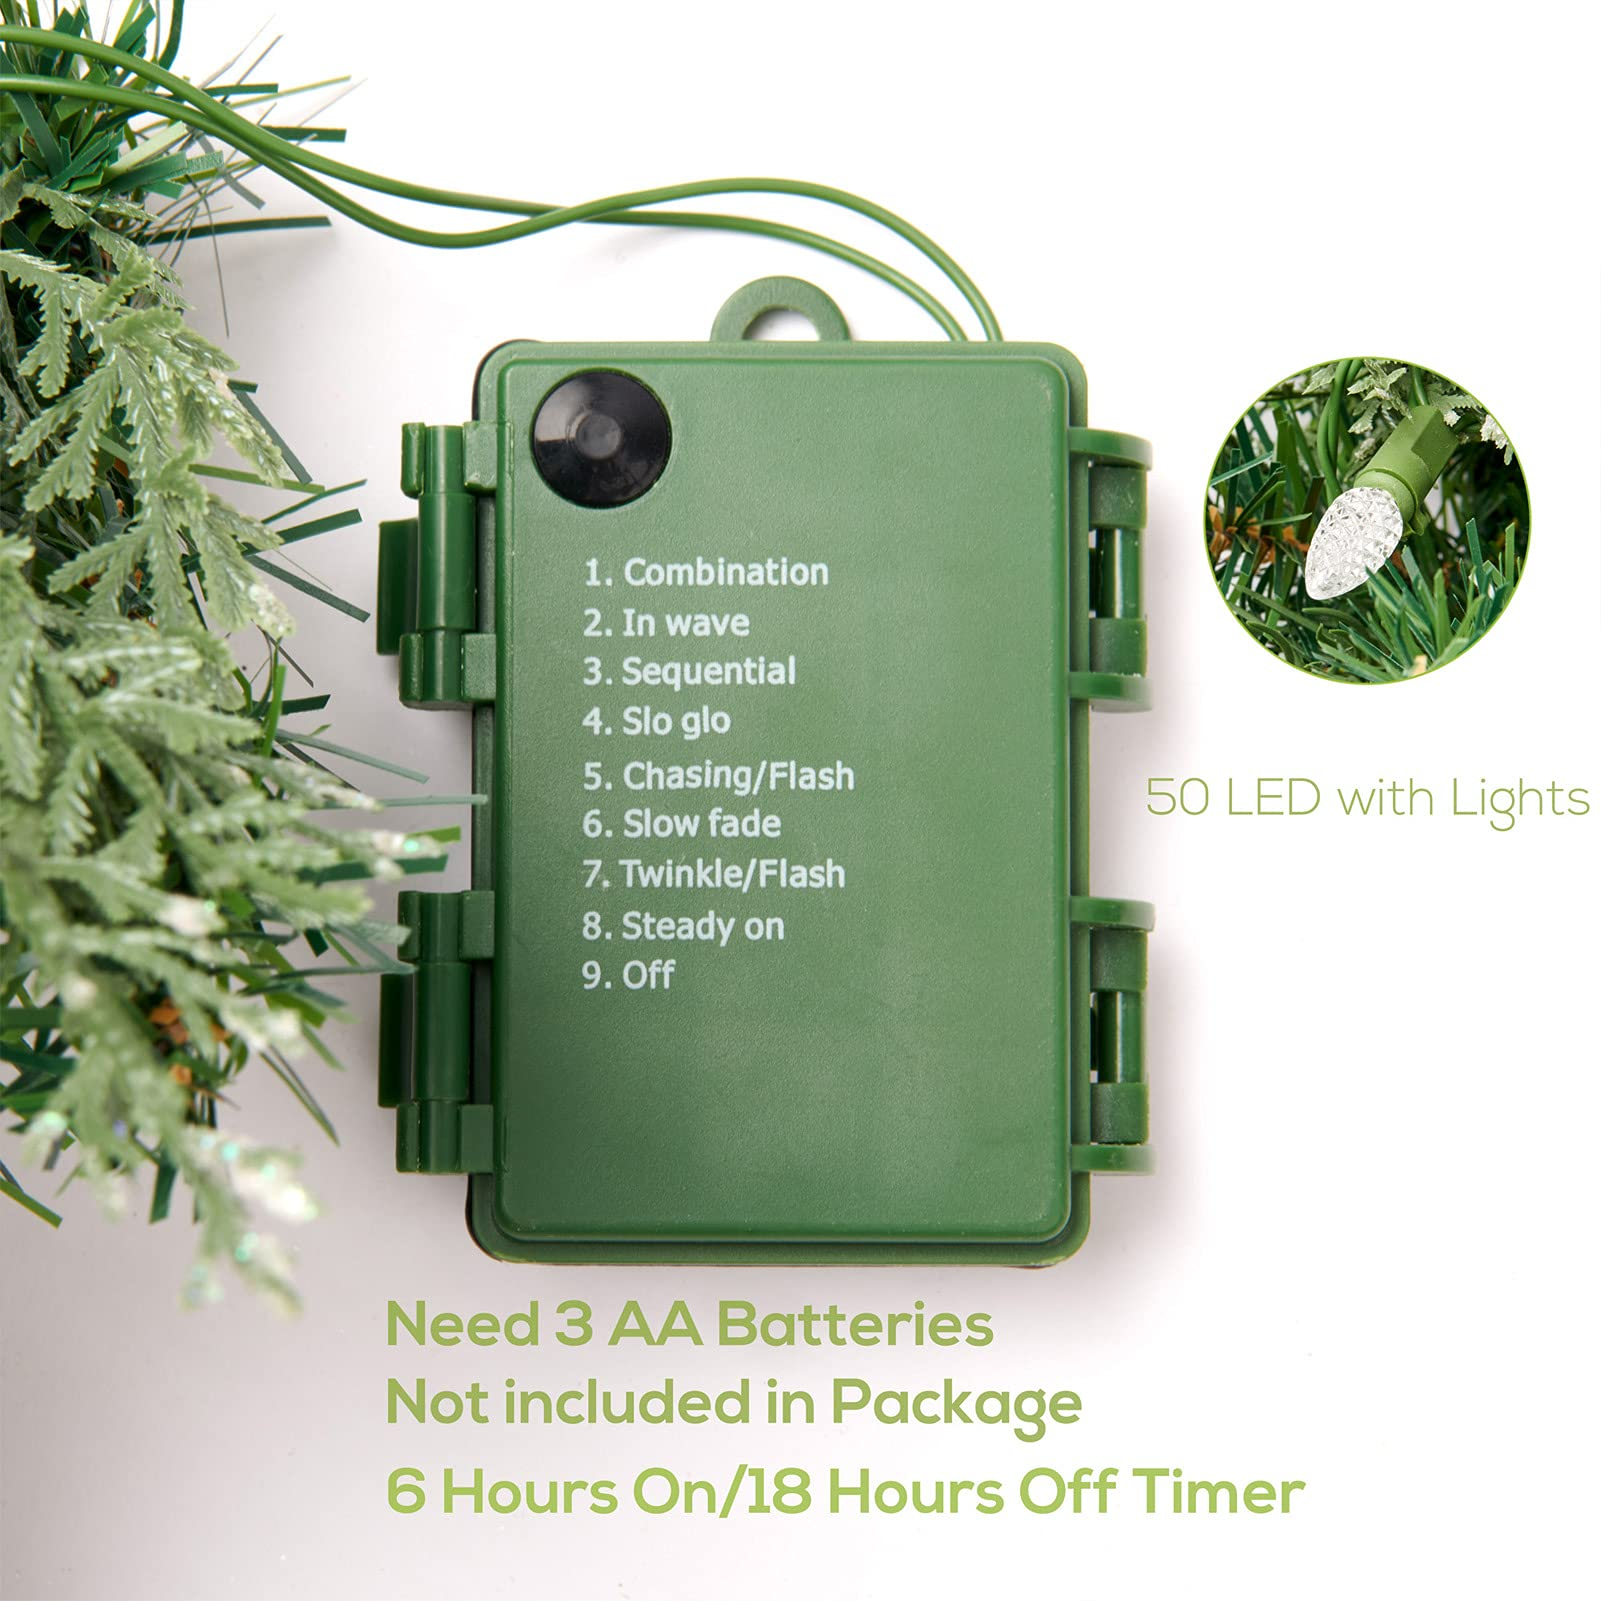 1. Combination
2. In wave
3. Sequential
4. Slo glo
5. Chasing/Flash
6. Slow fade
7. Twinkle/Flash
8. Steady on
9. Off
50 LED with Lights
Need 3 AA Batteries
Not included in Package
6 Hours On/18 Hours Off Timer